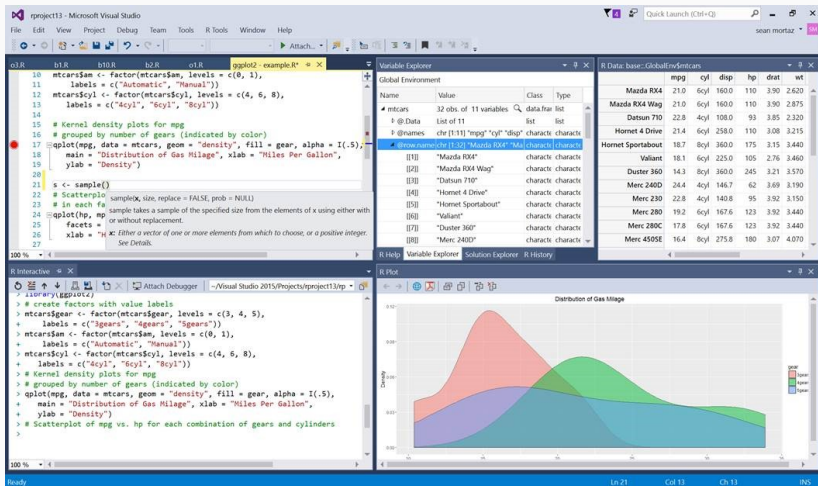 rproject13 - Microsoft Visual Studio
4
Quick Launch (Ctrl+Q)
File Edit View Project Debug Team Tools R Tools Window Help
sean mortaz
Attach...
o3.R b1.R b10.R b2.R o1.R ggplot2 - example.R*
10 mtcars$am <- factor(mtcars$am, levels = c(0, 1),
11 labels = c("Automatic", "Manual"))
12 mtcars$cyl <- factor(mtcars$cyl, levels = c(4, 6, 8),
13 labels = c("4cyl", "6cyl", "8cyl"))
14
15 # Kernel density plots for mpg
16 # grouped by number of gears (indicated by color)
17 qplot(mpg, data = mtcars, geom = "density", fill = gear, alpha = I(.5),
18 main = "Distribution of Gas Milage", xlab = "Miles Per Gallon",
19 ylab = "Density")
20
21 s <- sample()
22 # Scatterplo
23 # in each fa
24 qplot(hp, mp
25 facets =
26 xlab = "H
27
sample(x, size, replace = FALSE, prob = NULL)
sample takes a sample of the specified size from the elements of x using either with
or without replacement.
x: Either a vector of one or more elements from which to choose, or a positive integer.
See Details.
100 %
Variable Explorer
Global Environment
Name Value Class Type
mtcars 32 obs. of 11 variables data.frar list
@.Data List of 11 list list
@names chr [1:11] "mpg" "cyl" "disp" characte characte
@row.name chr [1:32] "Mazda RX4" "Ma characte characte
[[1]] "Mazda RX4" characte characte
[[2]] "Mazda RX4 Wag" characte characte
[[3]] "Datsun 710" characte characte
[[4]] "Hornet 4 Drive" characte characte
[[5]] "Hornet Sportabout" characte characte
[[6]] "Valiant" characte characte
[[7]] "Duster 360" characte characte
[[8]] "Merc 240D" characte characte
R Help Variable Explorer Solution Explorer R History
R Data: base::.GlobalEnv$mtcars
mpg cyl disp hp drat wt
Mazda RX4 21.0 6cyl 160.0 110 3.90 2.620
Mazda RX4 Wag 21.0 6cyl 160.0 110 3.90 2.875
Datsun 710 22.8 4cyl 108.0 93 3.85 2.320
Hornet 4 Drive 21.4 6cyl 258.0 110 3.08 3.215
Hornet Sportabout 18.7 8cyl 360.0 175 3.15 3.440
Valiant 18.1 6cyl 225.0 105 2.76 3.460
Duster 360 14.3 8cyl 360.0 245 3.21 3.570
Merc 240D 24.4 4cyl 146.7 62 3.69 3.190
Merc 230 22.8 4cyl 140.8 95 3.92 3.150
Merc 280 19.2 6cyl 167.6 123 3.92 3.440
Merc 280C 17.8 6cyl 167.6 123 3.92 3.440
Merc 450SE 16.4 8cyl 275.8 180 3.07 4.070
R Interactive
Attach Debugger ~/Visual Studio 2015/Projects/rproject13/rp
> library(ggplot2)
> # create factors with value labels
> mtcars$gear <- factor(mtcars$gear, levels = c(3, 4, 5),
+ labels = c("3gears", "4gears", "5gears"))
> mtcars$am <- factor(mtcars$am, levels = c(0, 1),
+ labels = c("Automatic", "Manual"))
> mtcars$cyl <- factor(mtcars$cyl, levels = c(4, 6, 8),
+ labels = c("4cyl", "6cyl", "8cyl"))
> # Kernel density plots for mpg
> # grouped by number of gears (indicated by color)
> qplot(mpg, data = mtcars, geom = "density", fill = gear, alpha = I(.5),
+ main = "Distribution of Gas Milage", xlab = "Miles Per Gallon",
+ ylab = "Density")
> # Scatterplot of mpg vs. hp for each combination of gears and cylinders
>
100 %
R Plot
Distribution of Gas Milage
Density
gear
Ready
Ln 21 Col 13 Ch 13 INS